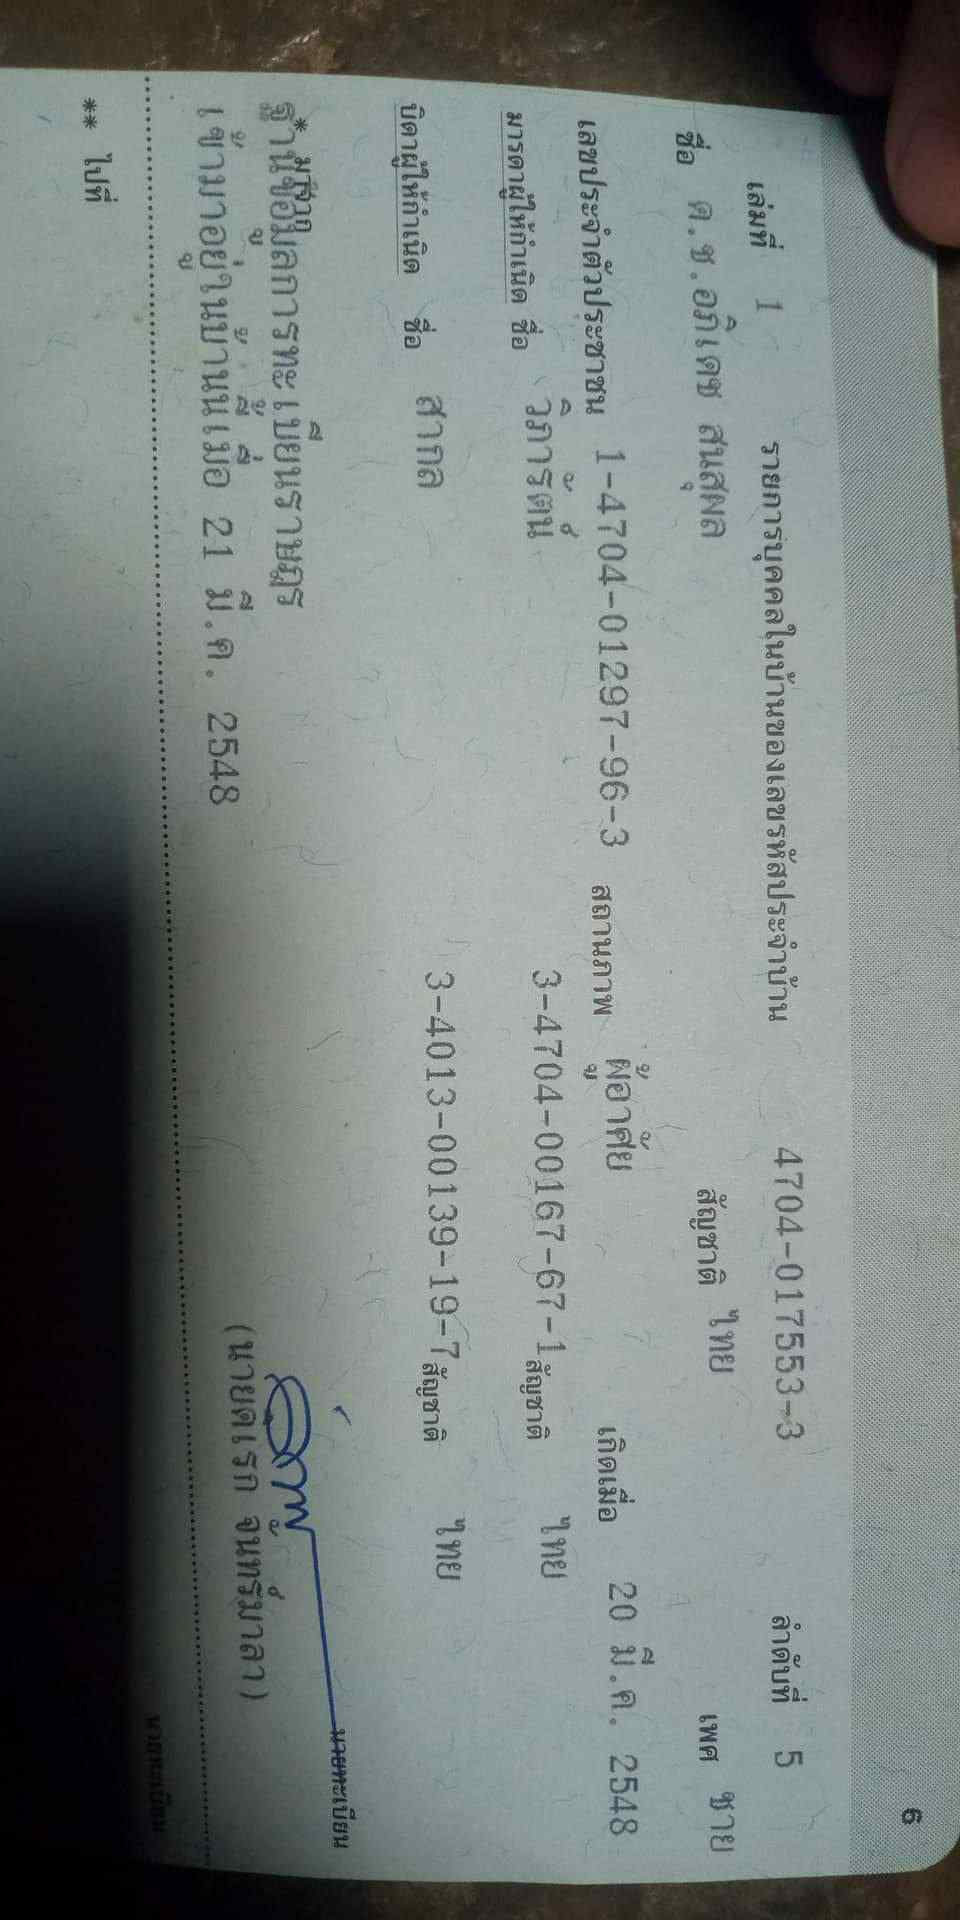 6
เล่มที่ 1 รายการบุคคลในบ้านของเลขรหัสประจำบ้าน 4704-017553-3 ลำดับที่ 5
ชื่อ ด.ช.อภิเดช สนสุผล สัญชาติ ไทย เพศ ชาย
เลขประจำตัวประชาชน 1-4704-01297-96-3 สถานภาพ ผู้อาศัย เกิดเมื่อ 20 มี.ค. 2548
มารดาผู้ให้กำเนิด ชื่อ วิภารัตน์ 3-4704-00167-67-1 สัญชาติ ไทย
บิดาผู้ให้กำเนิด ชื่อ สากล 3-4013-00139-19-7 สัญชาติ ไทย
* มาจาก
ฐานข้อมูลการทะเบียนราษฎร
นายทะเบียน
เข้ามาอยู่ในบ้านนี้เมื่อ 21 มี.ค. 2548
(นายดเรก จันทร์มาลา)
** ไปที่
นายทะเบียน